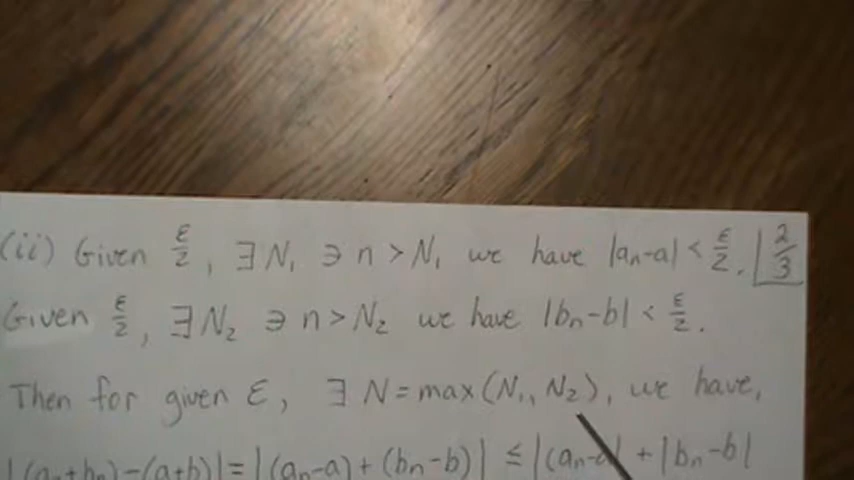 (ii) Given ε/2, ∃ N₁ ∋ n > N₁ we have |aₙ-a| < ε/2. 2/3
Given ε/2, ∃ N₂ ∋ n > N₂ we have |bₙ-b| < ε/2.
Then for given ε, ∃ N = max(N₁, N₂), we have,
|(aₙ+bₙ)-(a+b)| = |(aₙ-a)+(bₙ-b)| ≤ |(aₙ-a| + |bₙ-b|